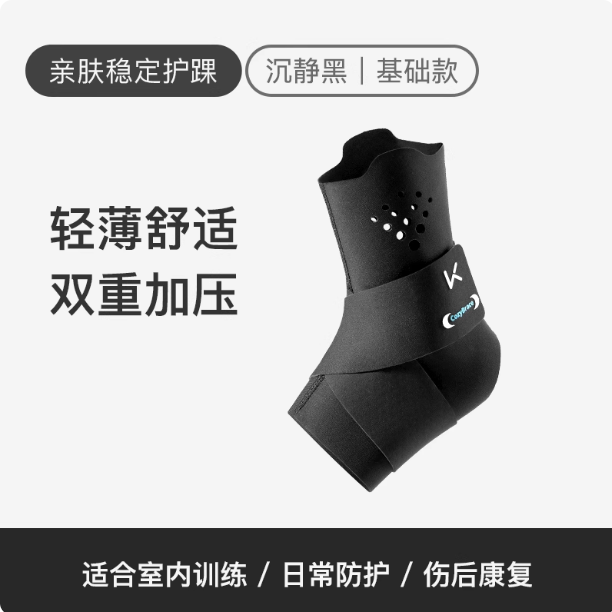 亲肤稳定护踝
沉静黑｜基础款
轻薄舒适
双重加压
K
CozyBrace
适合室内训练 / 日常防护 / 伤后康复